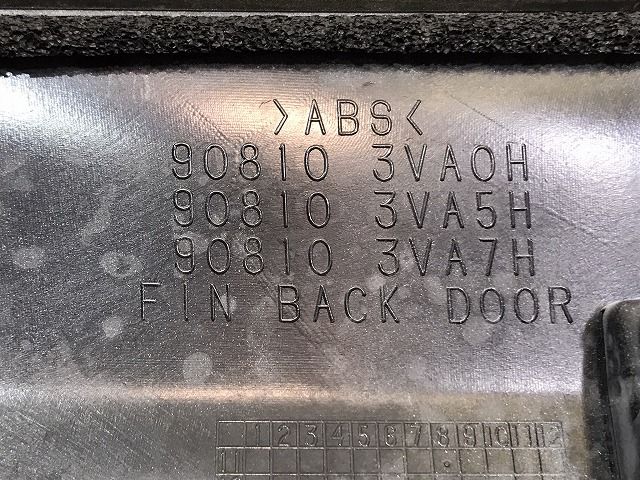 >ABS<
90810 3VA0H
90810 3VA5H
90810 3VA7H
FIN BACK DOOR
1 2 3 4 5 6 7 8 9 10 11 12
11